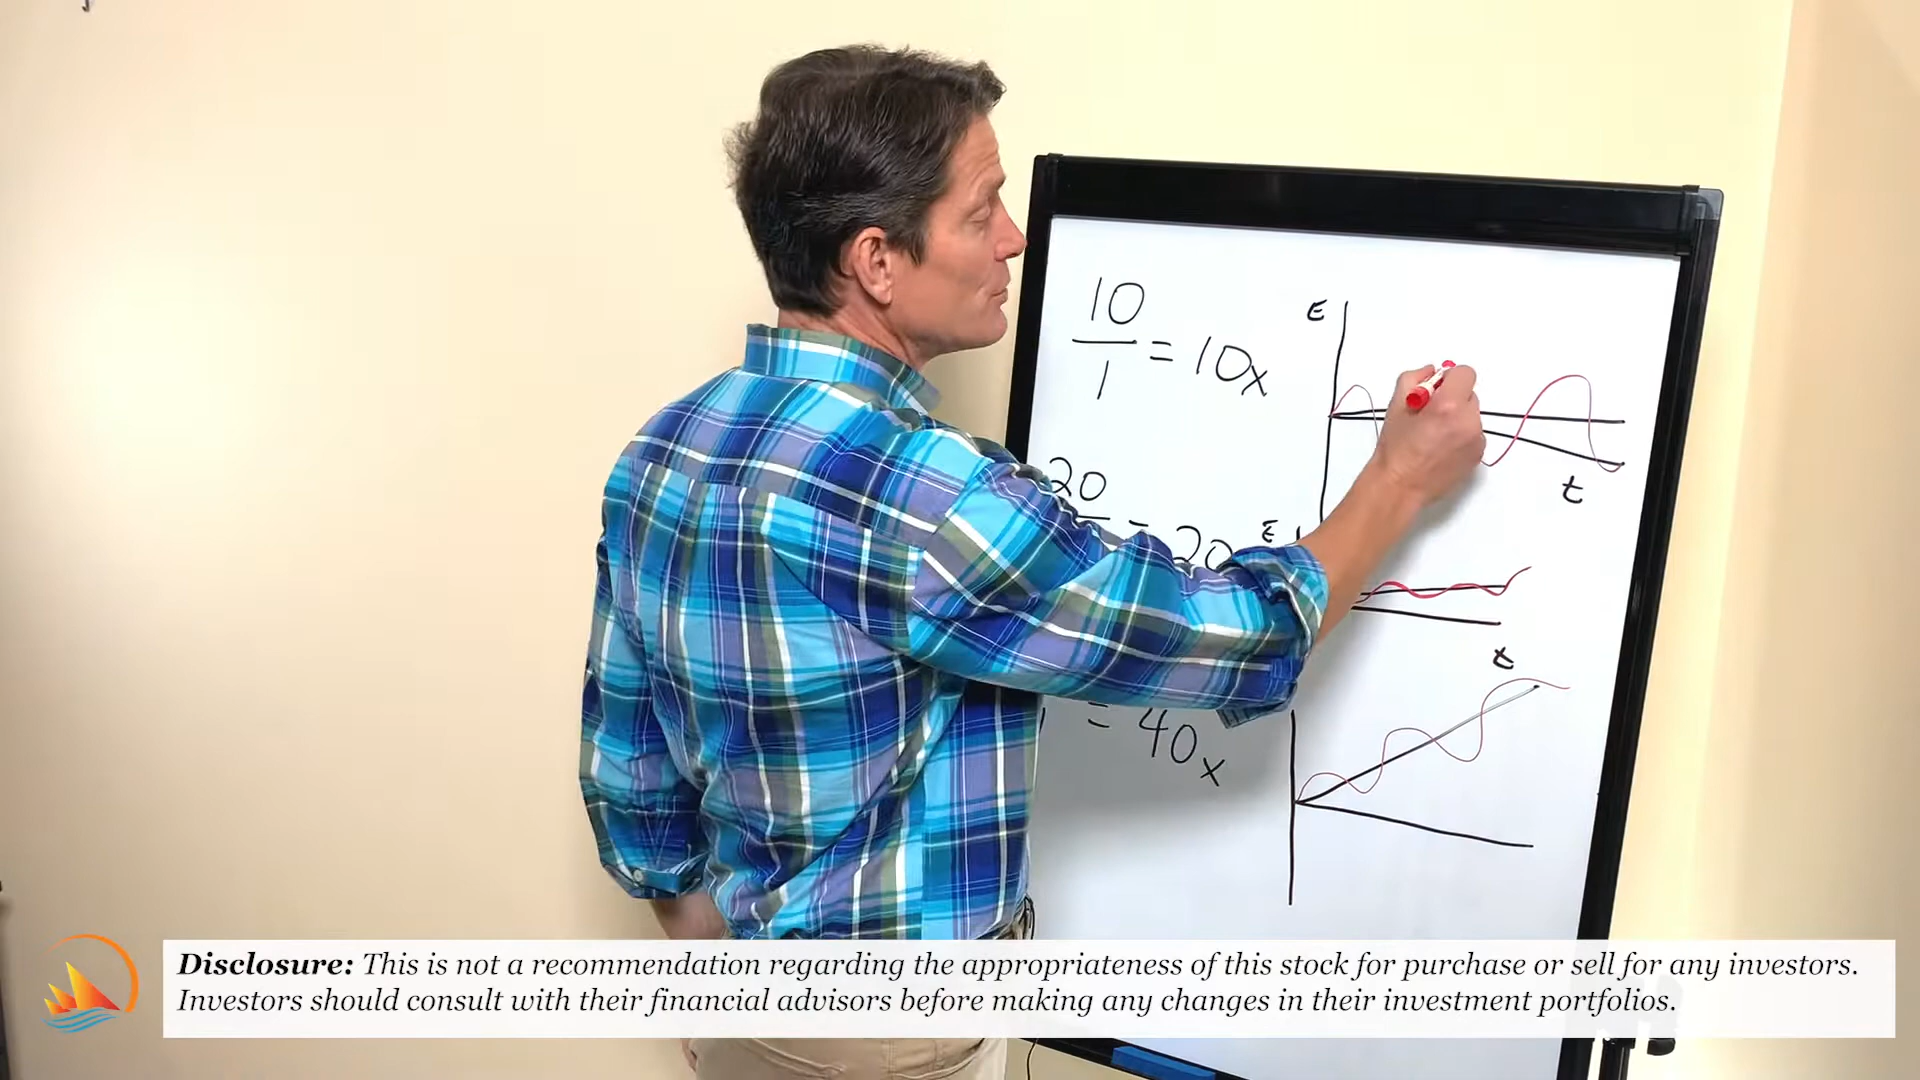 10
1
= 10x
E
t
20
= 20
E
t
= 40x
Disclosure: This is not a recommendation regarding the appropriateness of this stock for purchase or sell for any investors.
Investors should consult with their financial advisors before making any changes in their investment portfolios.